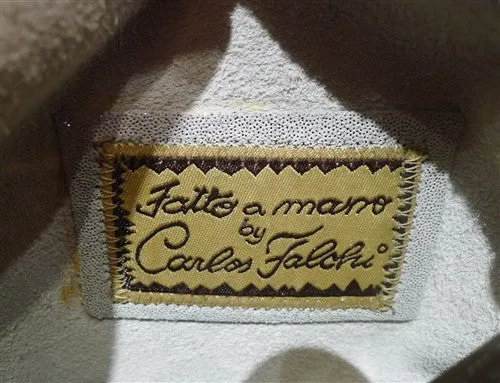 Fatto a mano
by
Carlos Falchi